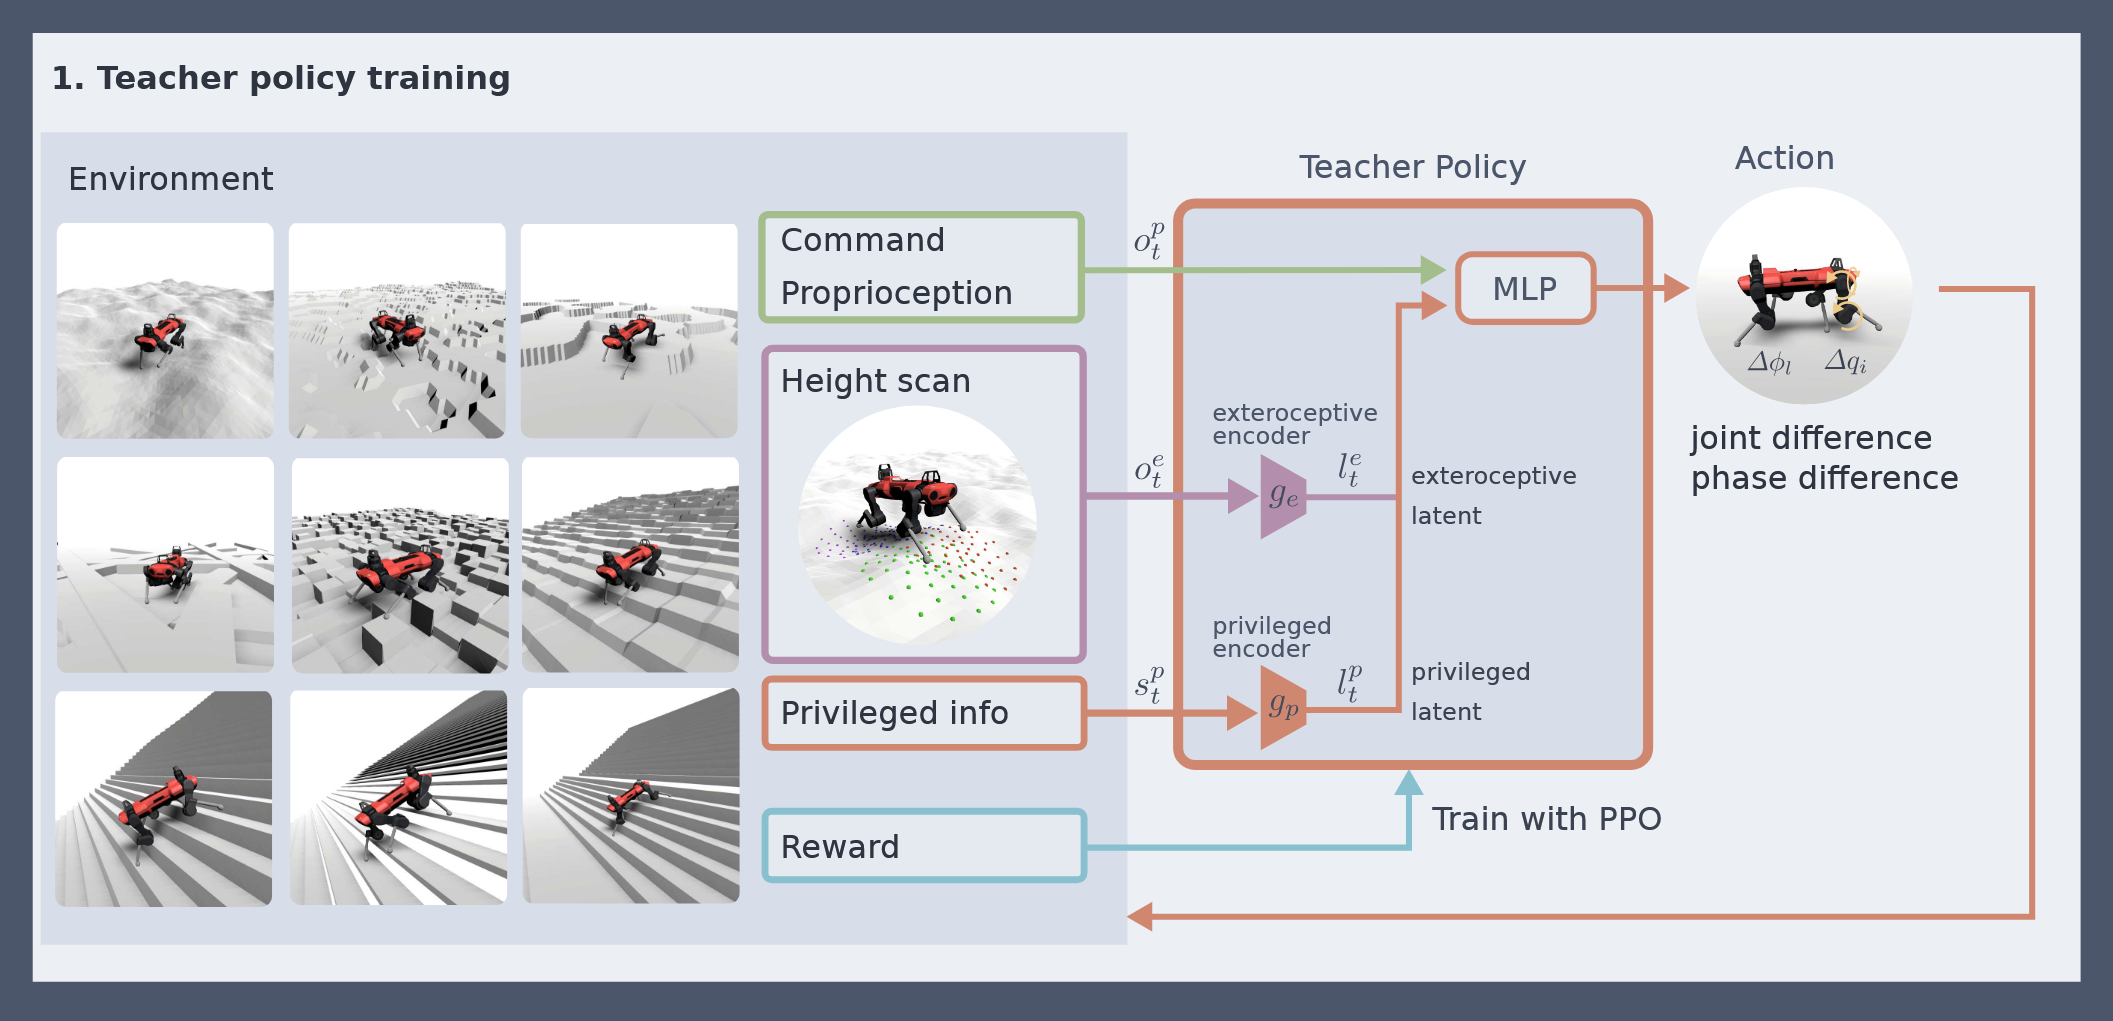 1. Teacher policy training
Environment
Command
Proprioception
Height scan
Privileged info
Reward
$o_t^p$
$o_t^e$
$s_t^p$
Teacher Policy
MLP
exteroceptive
encoder
$g_e$
$l_t^e$
exteroceptive
latent
privileged
encoder
$g_p$
$l_t^p$
privileged
latent
Train with PPO
Action
$\Delta\phi_l$ $\Delta q_i$
joint difference
phase difference